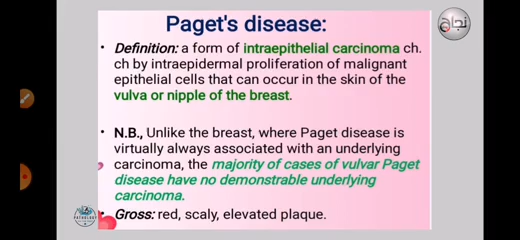 Paget's disease:
نجاح
• Definition: a form of intraepithelial carcinoma ch.
ch by intraepidermal proliferation of malignant
epithelial cells that can occur in the skin of the
vulva or nipple of the breast.
• N.B., Unlike the breast, where Paget disease is
virtually always associated with an underlying
carcinoma, the majority of cases of vulvar Paget
disease have no demonstrable underlying
carcinoma.
• Gross: red, scaly, elevated plaque.
PATHOLOGY